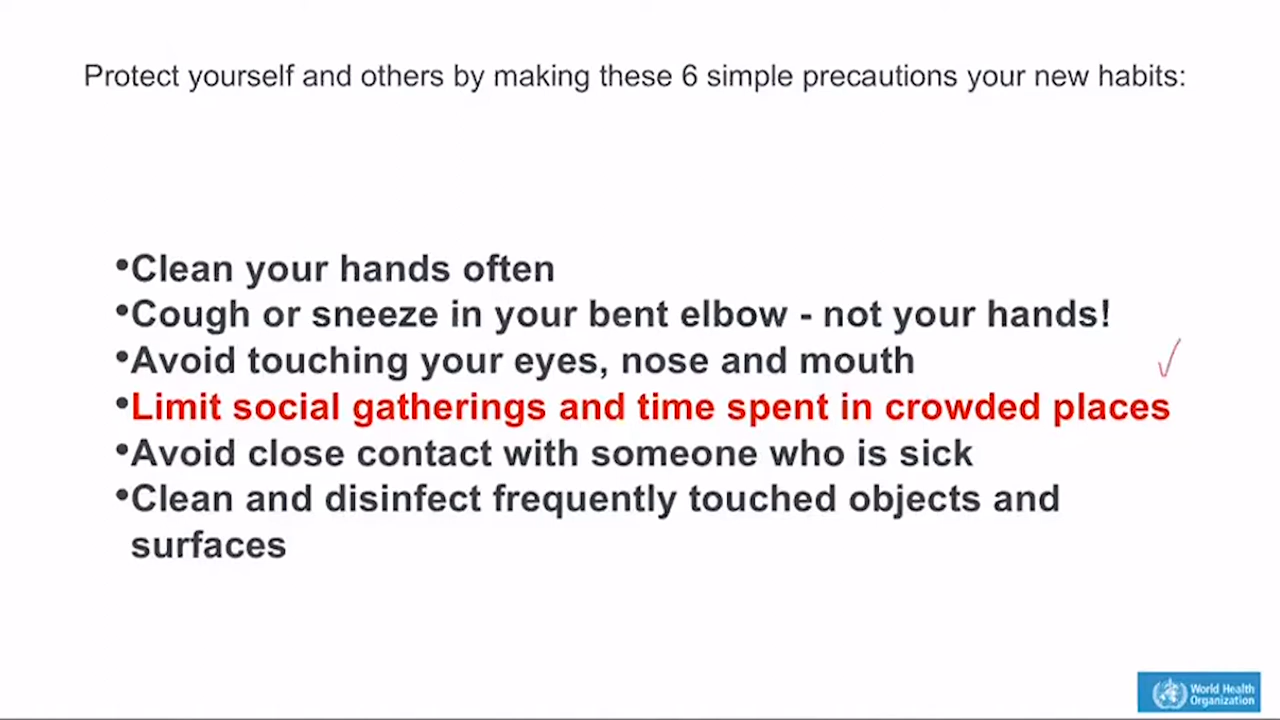 Protect yourself and others by making these 6 simple precautions your new habits:
•Clean your hands often
•Cough or sneeze in your bent elbow - not your hands!
•Avoid touching your eyes, nose and mouth
•Limit social gatherings and time spent in crowded places
•Avoid close contact with someone who is sick
•Clean and disinfect frequently touched objects and
surfaces
World Health
Organization